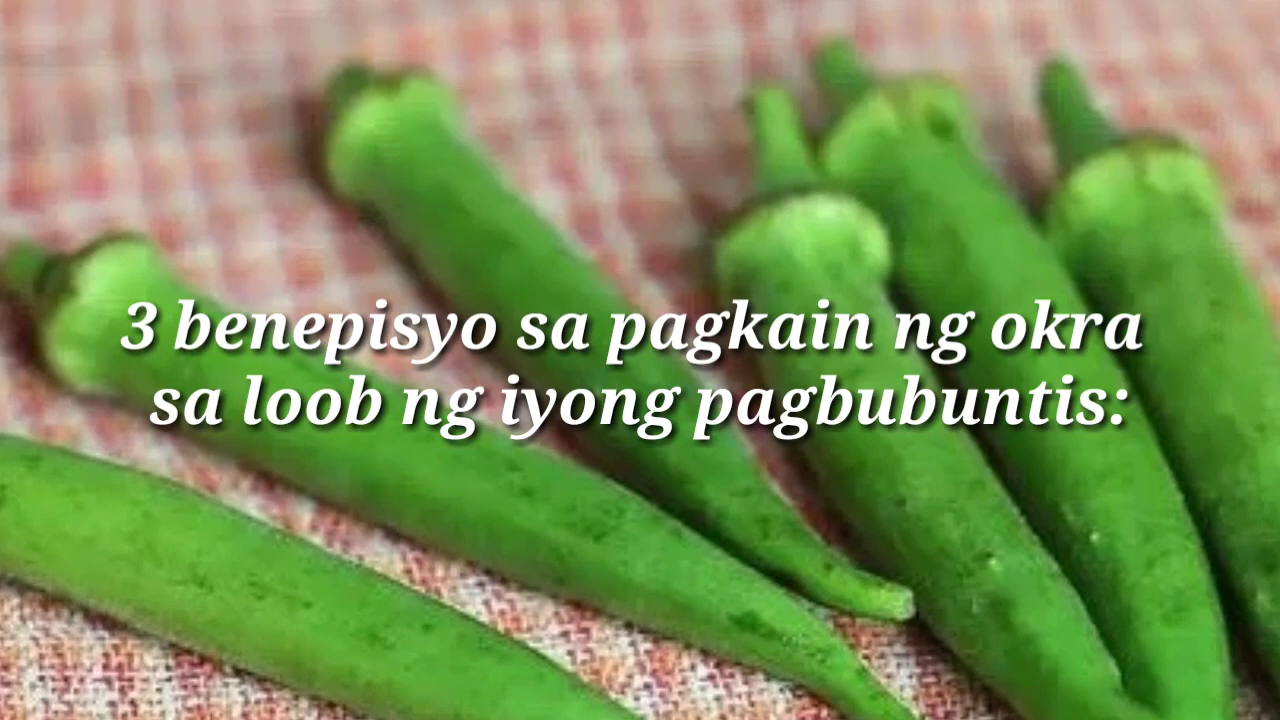 3 benepisyo sa pagkain ng okra
sa loob ng iyong pagbubuntis: